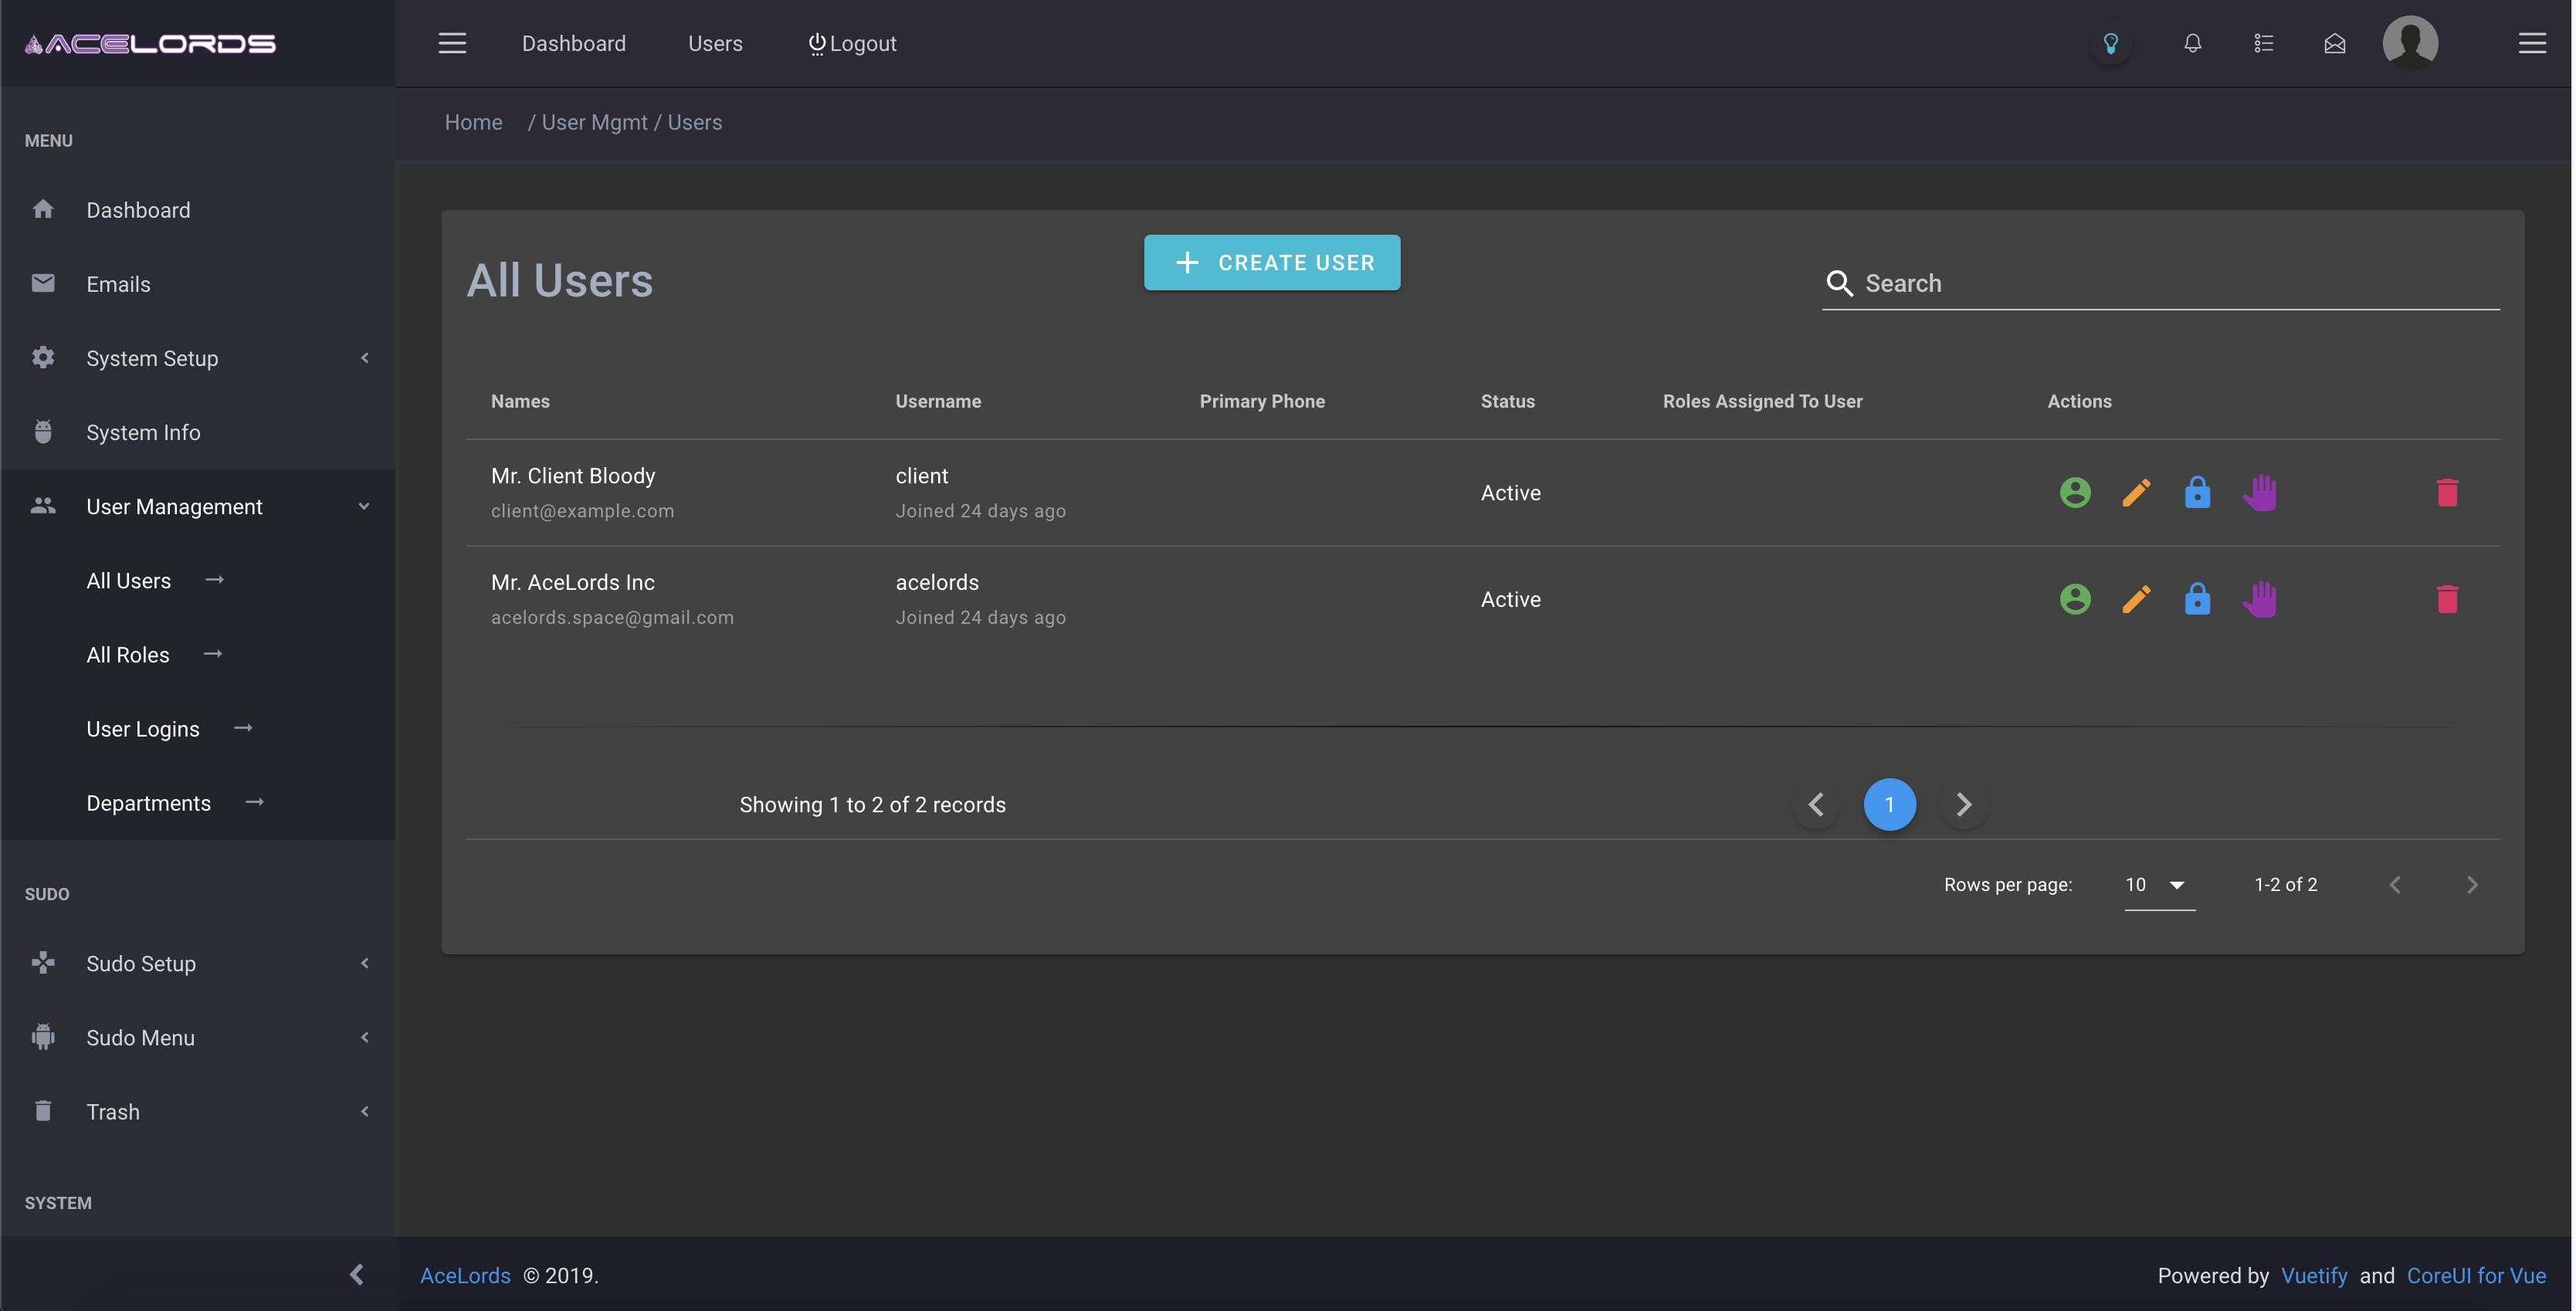 ACELORDS
Dashboard
Users
Logout
Home / User Mgmt / Users
MENU
Dashboard
Emails
System Setup
System Info
User Management
All Users
All Roles
User Logins
Departments
SUDO
Sudo Setup
Sudo Menu
Trash
SYSTEM
All Users
CREATE USER
Search
Names Username Primary Phone Status Roles Assigned To User Actions
Mr. Client Bloody client Active
client@example.com Joined 24 days ago
Mr. AceLords Inc acelords Active
acelords.space@gmail.com Joined 24 days ago
Showing 1 to 2 of 2 records
1
Rows per page: 10 1-2 of 2
AceLords © 2019.
Powered by Vuetify and CoreUI for Vue